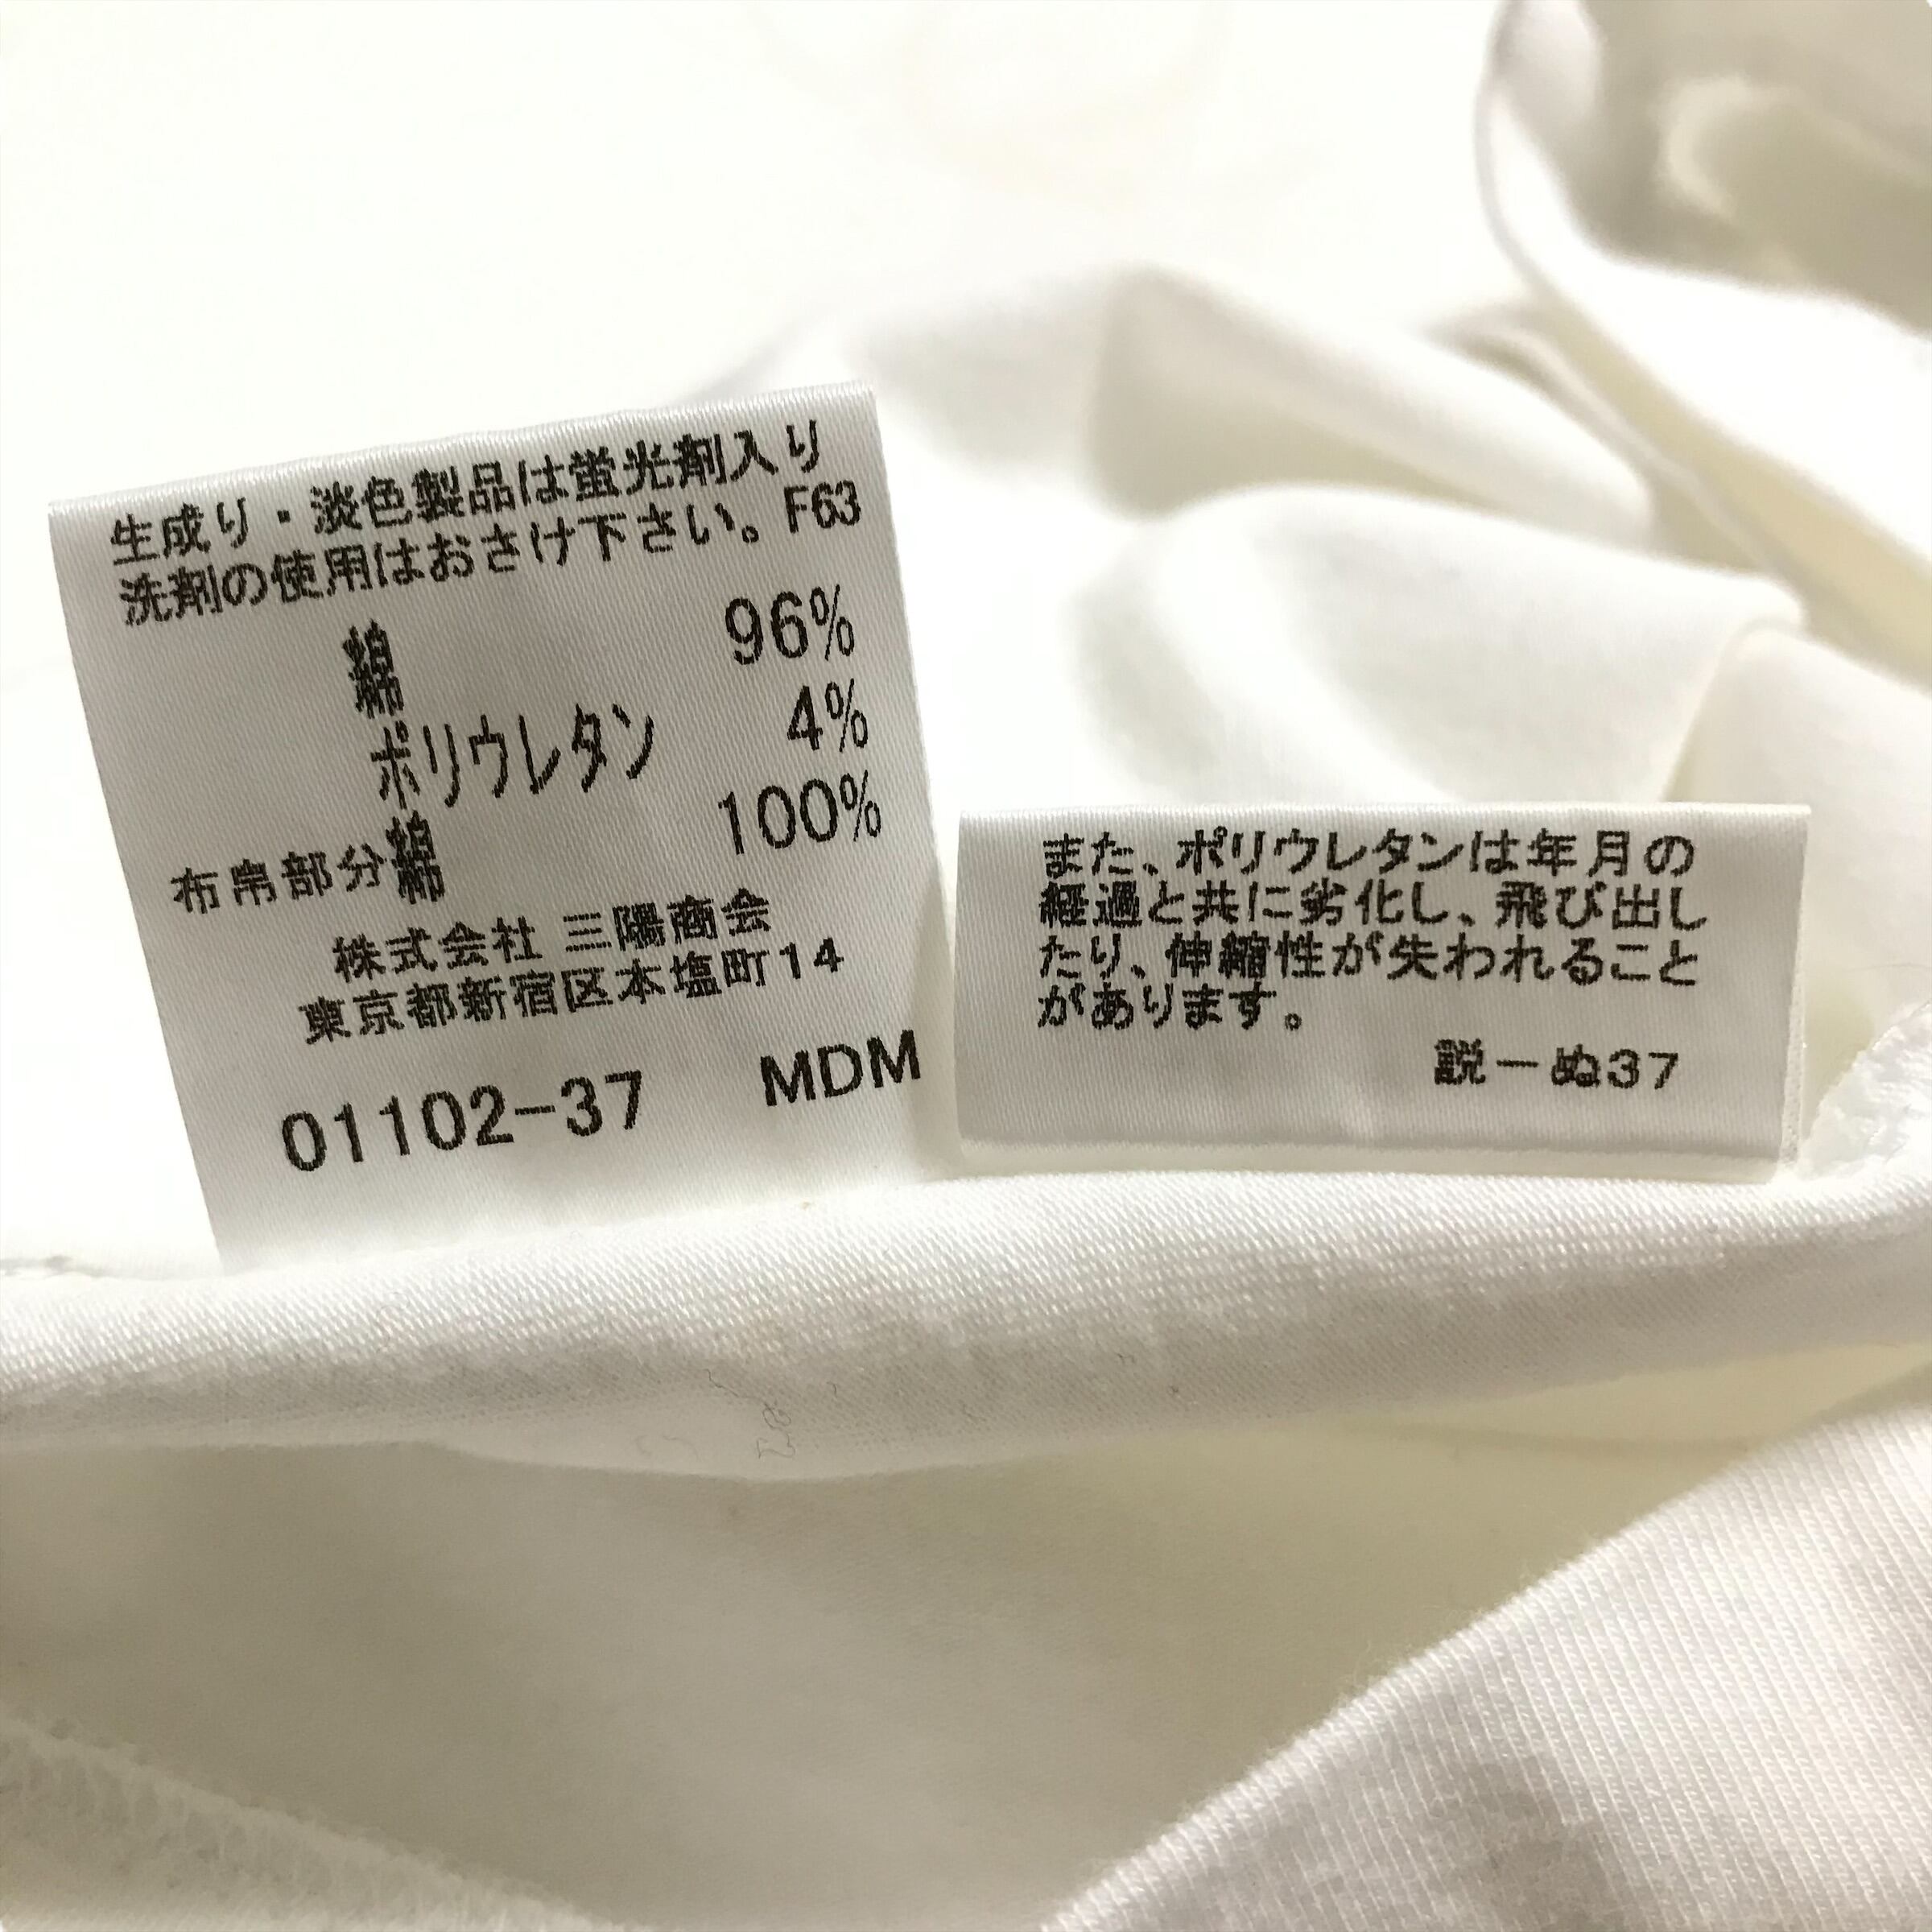 生成り・淡色製品は蛍光剤入り
洗剤の使用はおさけ下さい。F63
綿 96%
ポリウレタン 4%
布帛部分綿 100%
株式会社 三陽商会
東京都新宿区本塩町14
01102-37 MDM
また、ポリウレタンは年月の
経過と共に劣化し、飛び出し
たり、伸縮性が失われること
があります。
説－ぬ37